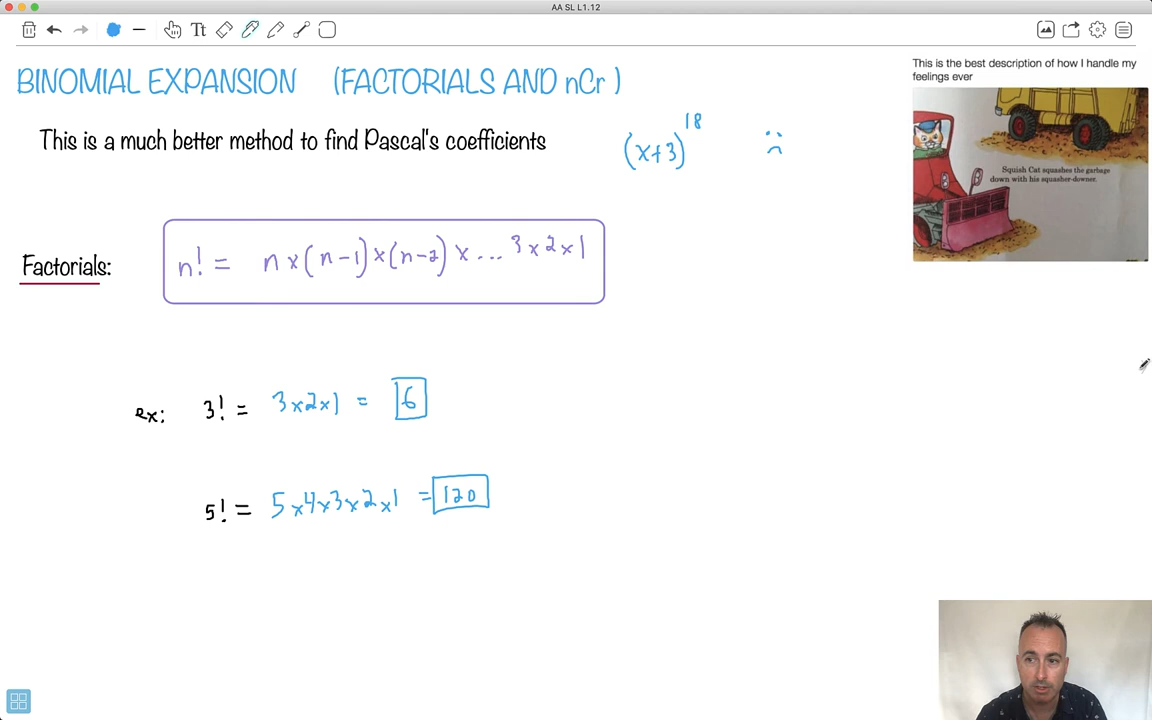 AA SL L1.12
Tt
BINOMIAL EXPANSION (FACTORIALS AND nCr )
This is a much better method to find Pascal's coefficients
(x+3)^18
This is the best description of how I handle my
feelings ever
Squish Cat squashes the garbage
down with his squasher-downer.
Factorials:
n! = n×(n-1)×(n-2)×...3×2×1
ex: 3! = 3×2×1 = 6
5! = 5×4×3×2×1 = 120